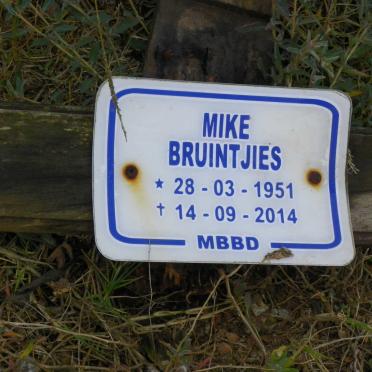 MIKE
BRUINTJIES
★ 28 - 03 - 1951
✝ 14 - 09 - 2014
MBBD